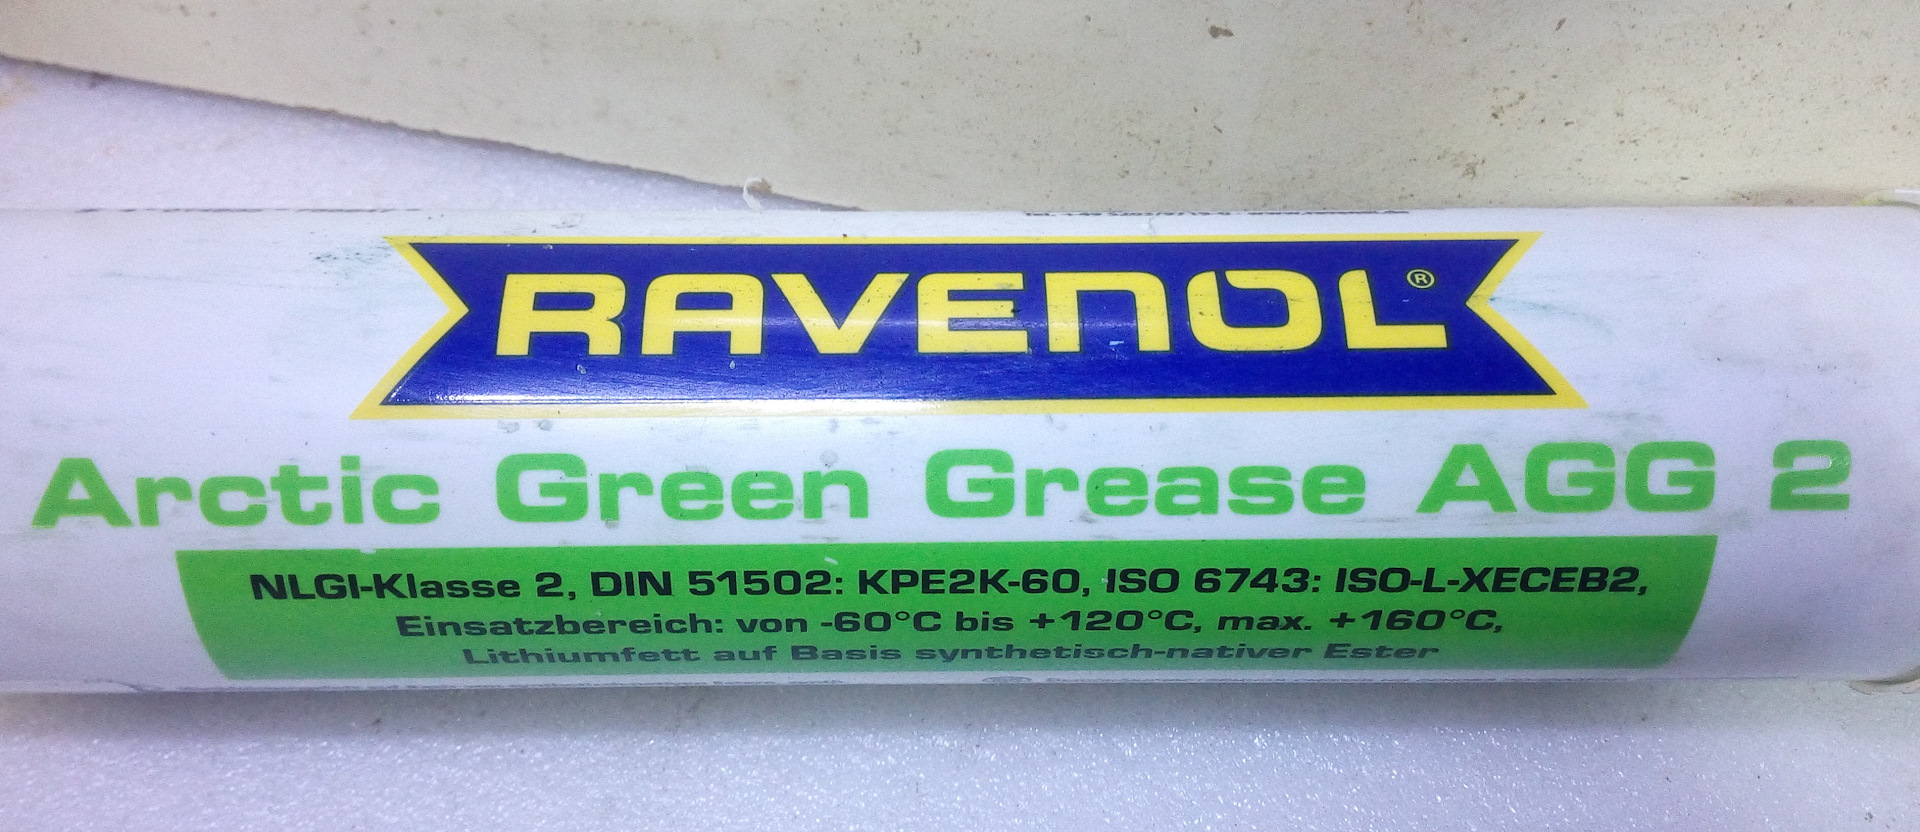 RAVENOL®
Arctic Green Grease AGG 2
NLGI-Klasse 2, DIN 51502: KPE2K-60, ISO 6743: ISO-L-XECEB2,
Einsatzbereich: von -60°C bis +120°C, max. +160°C,
Lithiumfett auf Basis synthetisch-nativer Ester